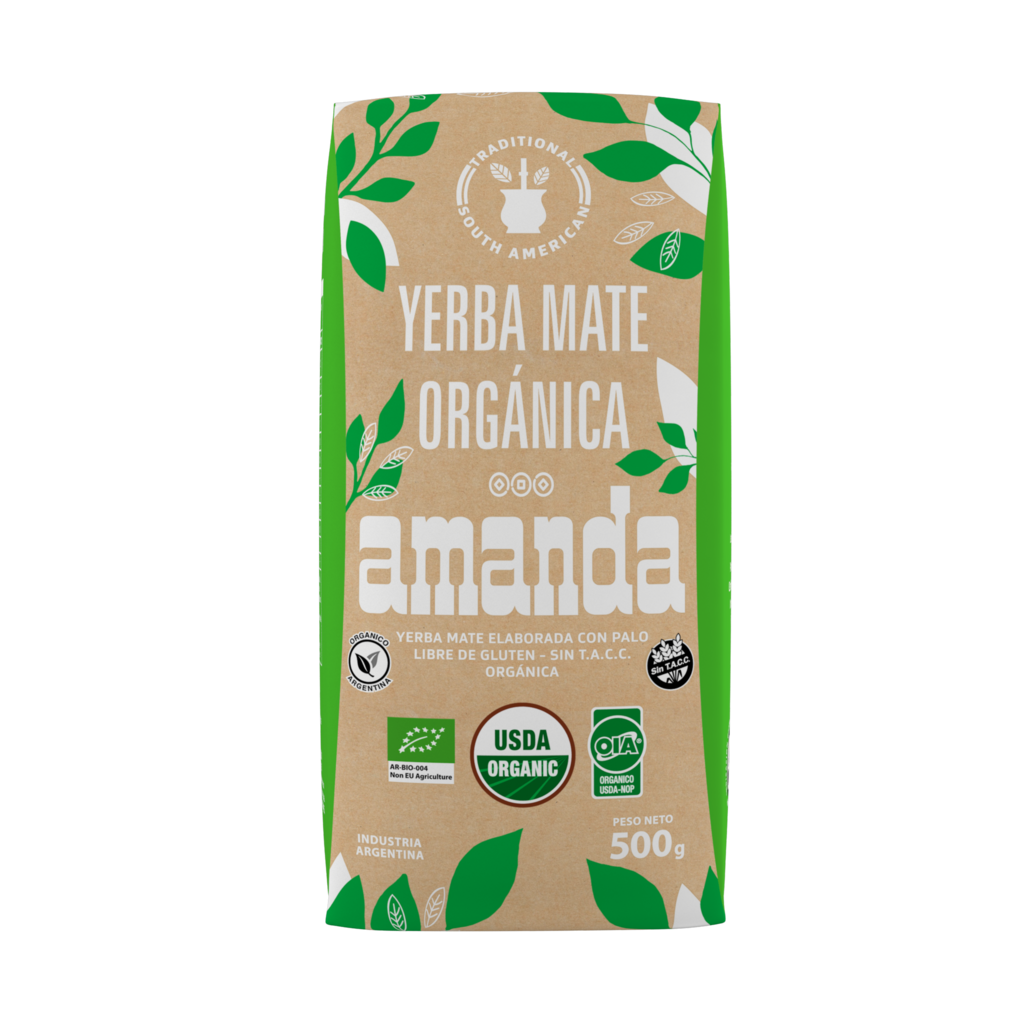 TRADITIONAL
SOUTH AMERICAN
YERBA MATE
ORGÁNICA
amanda
YERBA MATE ELABORADA CON PALO
LIBRE DE GLUTEN - SIN T.A.C.C.
ORGÁNICA
ORGANICO
ARGENTINA
Sin T.A.C.C.
AR-BIO-004
Non EU Agriculture
USDA
ORGANIC
OIA®
ORGANICO
USDA-NOP
INDUSTRIA
ARGENTINA
PESO NETO
500g